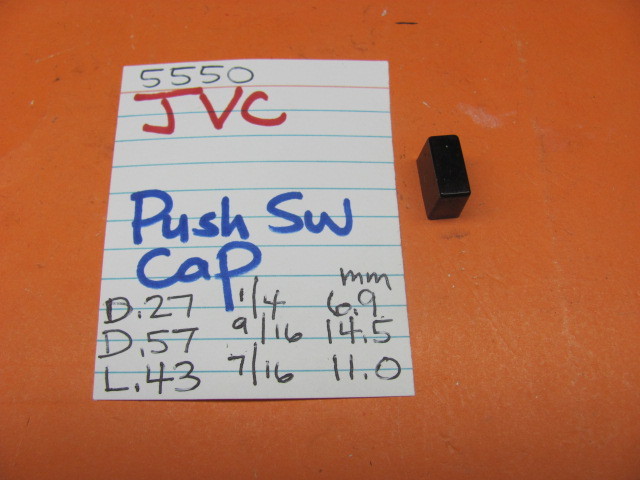 5550
JVC
Push SW
Cap
mm
D.27 1/4 6.9
D.57 9/16 14.5
L.43 7/16 11.0